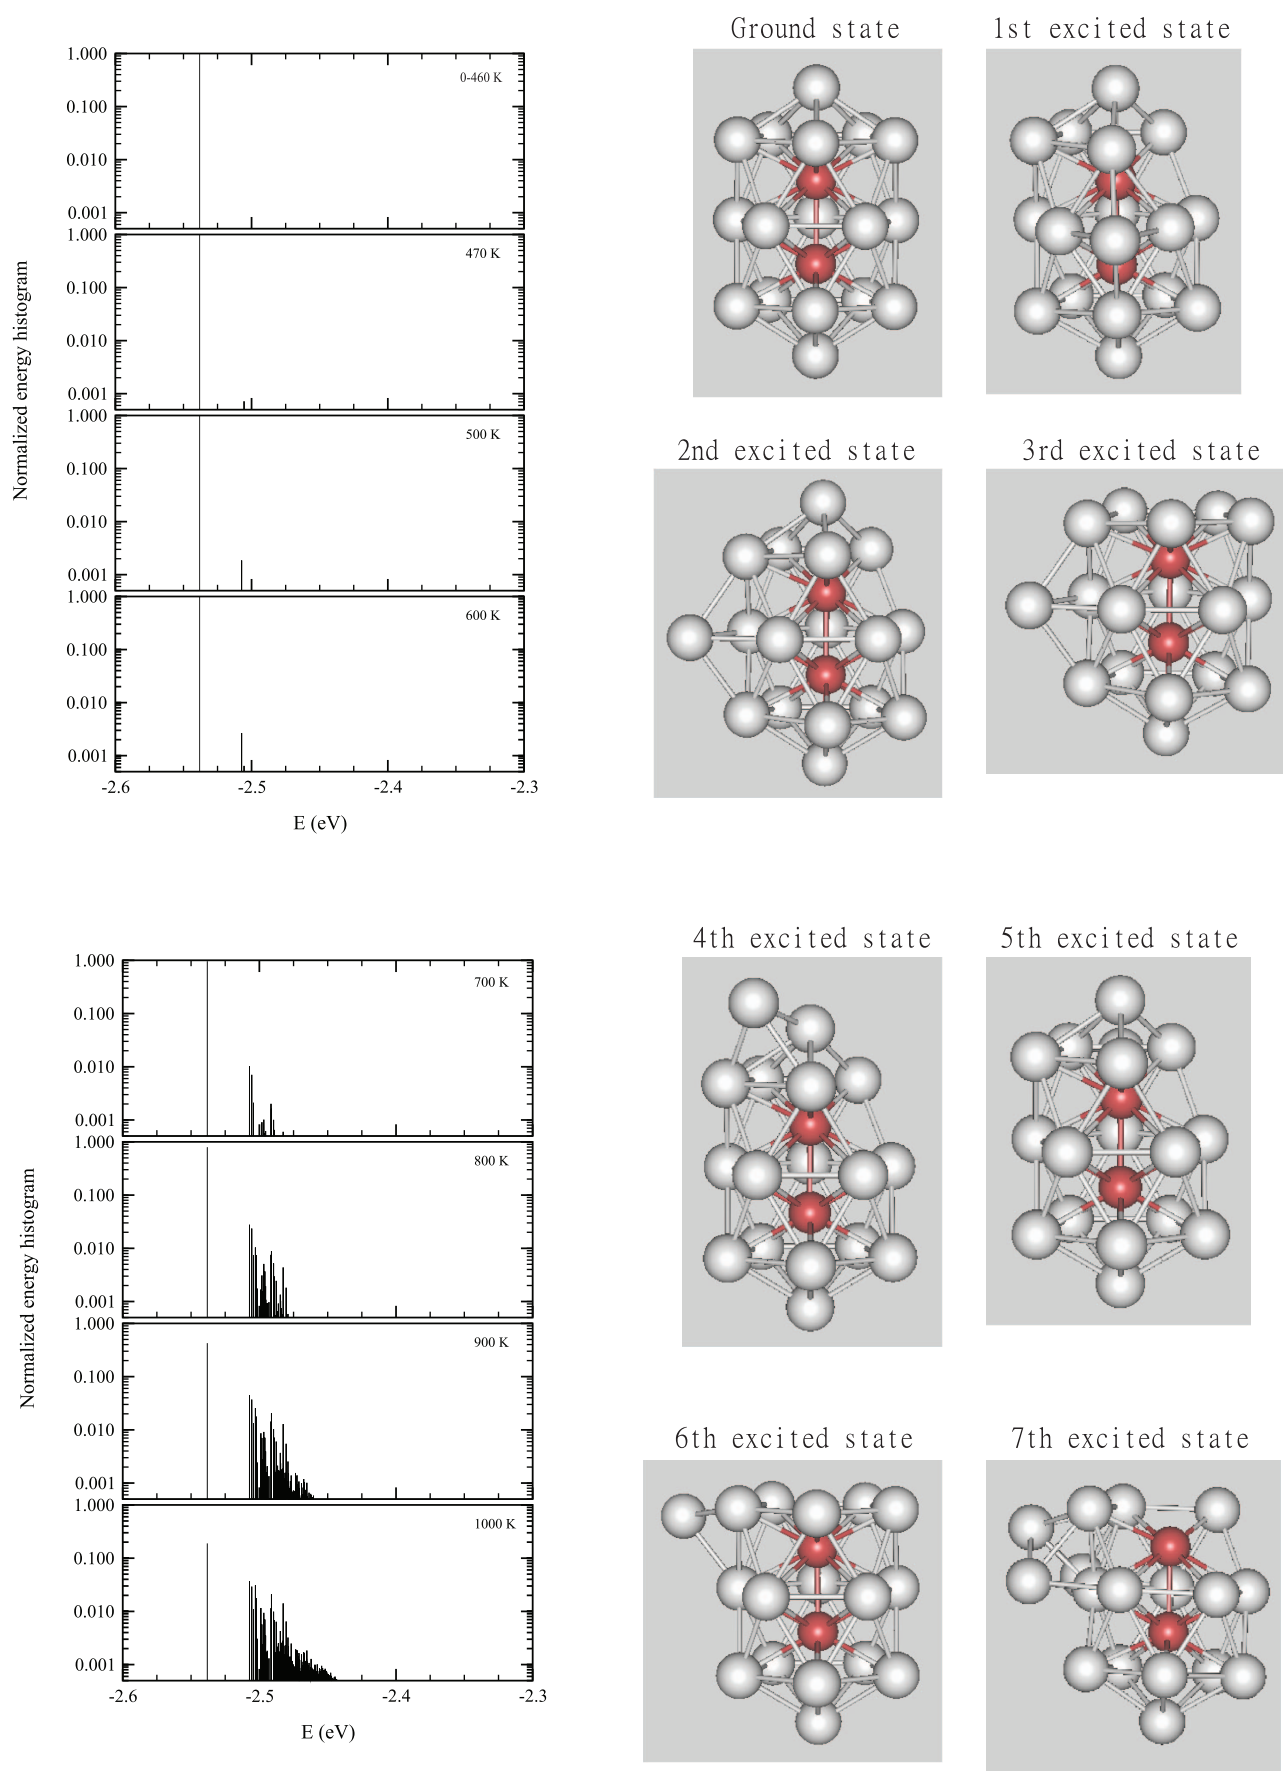 Ground state
1st excited state
1.000
0.100
0.010
0.001
0-460 K
1.000
0.100
0.010
0.001
470 K
1.000
0.100
0.010
0.001
500 K
1.000
0.100
0.010
0.001
600 K
-2.6
-2.5
-2.4
-2.3
E (eV)
Normalized energy histogram
2nd excited state
3rd excited state
4th excited state
5th excited state
1.000
0.100
0.010
0.001
700 K
1.000
0.100
0.010
0.001
800 K
1.000
0.100
0.010
0.001
900 K
1.000
0.100
0.010
0.001
1000 K
-2.6
-2.5
-2.4
-2.3
E (eV)
Normalized energy histogram
6th excited state
7th excited state